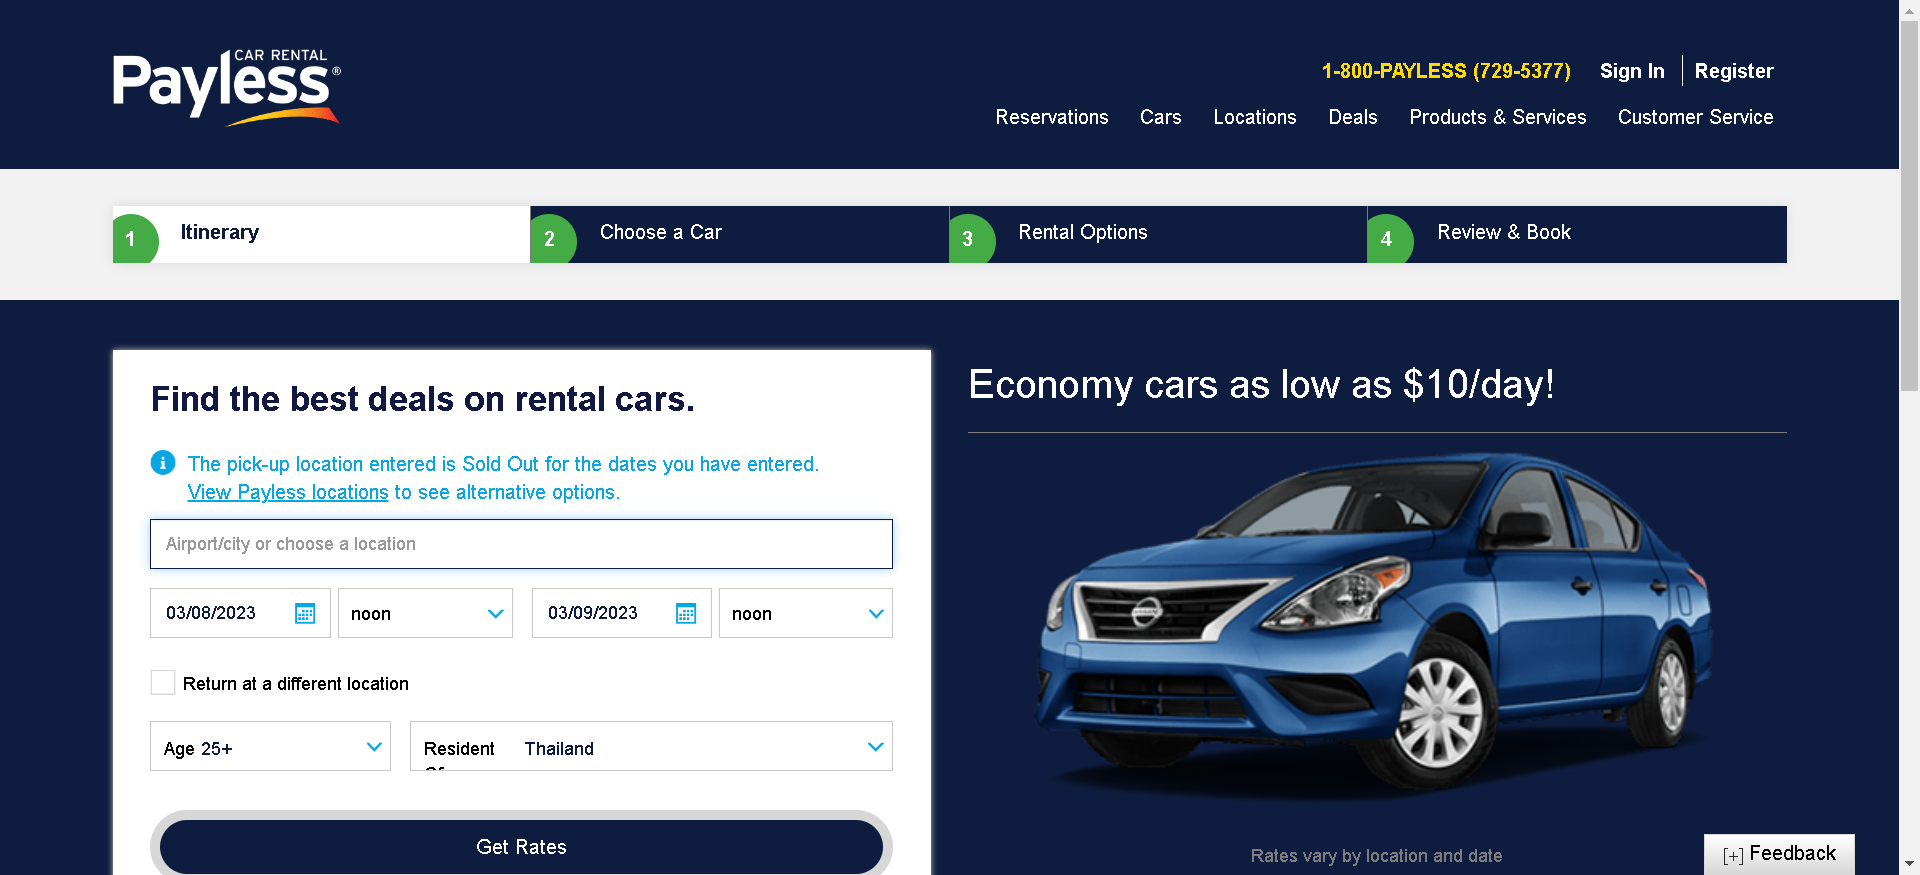 CAR RENTAL
Payless®
1-800-PAYLESS (729-5377)
Sign In
Register
Reservations
Cars
Locations
Deals
Products & Services
Customer Service
1
Itinerary
2
Choose a Car
3
Rental Options
4
Review & Book
Find the best deals on rental cars.
The pick-up location entered is Sold Out for the dates you have entered.
View Payless locations to see alternative options.
Airport/city or choose a location
03/08/2023
noon
03/09/2023
noon
Return at a different location
Age 25+
Resident
Thailand
Get Rates
Economy cars as low as $10/day!
Rates vary by location and date
[+] Feedback